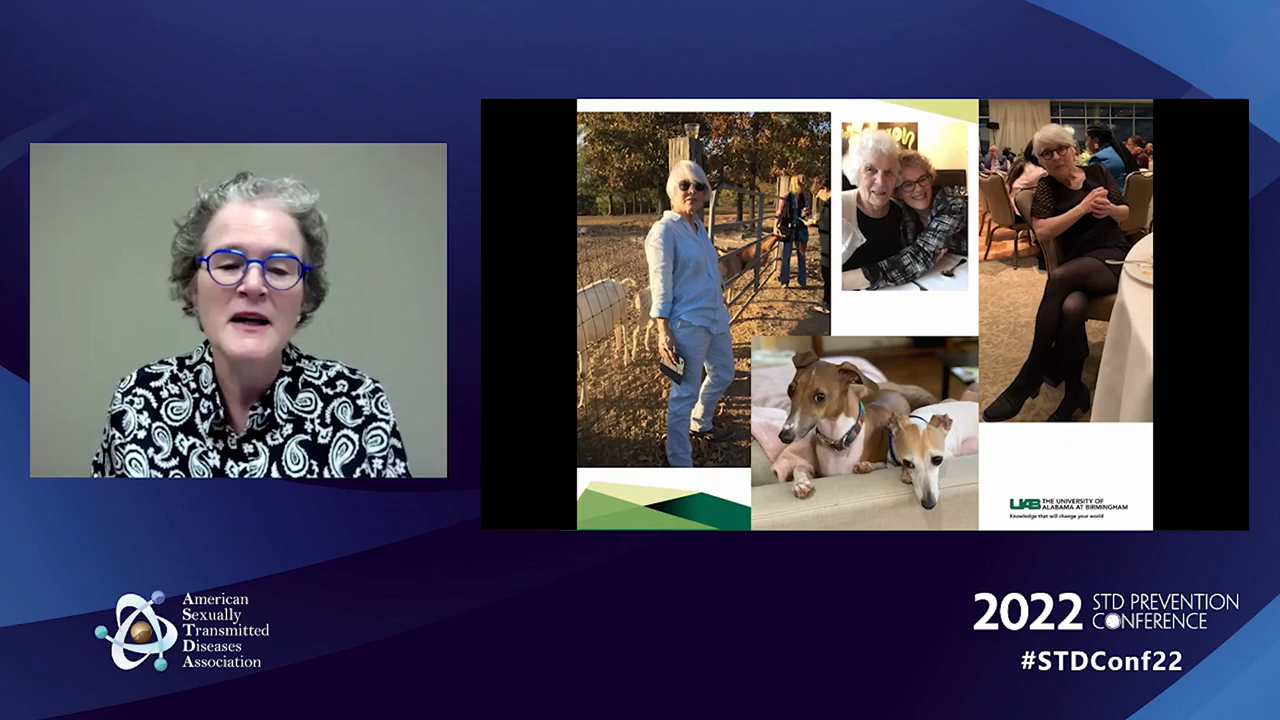 UAB THE UNIVERSITY OF
ALABAMA AT BIRMINGHAM
Knowledge that will change your world
American
Sexually
Transmitted
Diseases
Association
2022 STD PREVENTION
CONFERENCE
#STDConf22